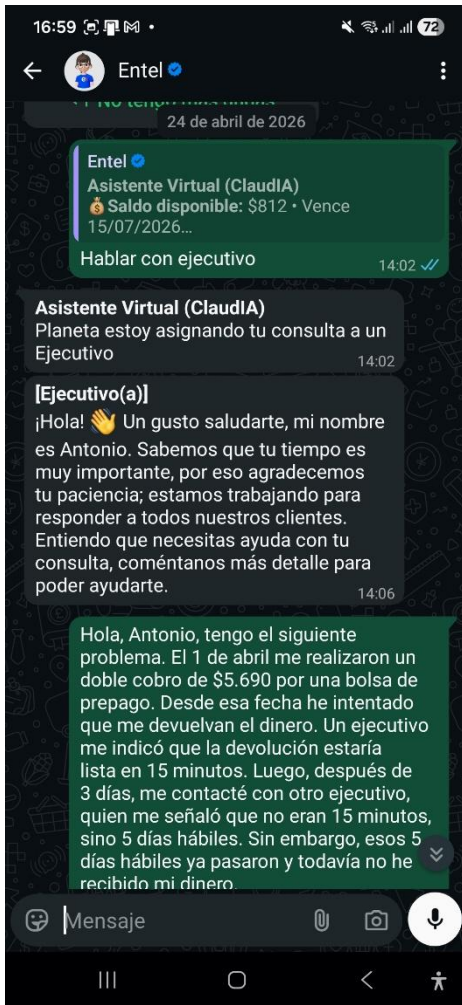 16:59
72
Entel
24 de abril de 2026
Entel
Asistente Virtual (ClaudIA)
💰Saldo disponible: $812 • Vence
15/07/2026...
Hablar con ejecutivo
14:02
Asistente Virtual (ClaudIA)
Planeta estoy asignando tu consulta a un
Ejecutivo
14:02
[Ejecutivo(a)]
¡Hola! 👋 Un gusto saludarte, mi nombre
es Antonio. Sabemos que tu tiempo es
muy importante, por eso agradecemos
tu paciencia; estamos trabajando para
responder a todos nuestros clientes.
Entiendo que necesitas ayuda con tu
consulta, coméntanos más detalle para
poder ayudarte.
14:06
Hola, Antonio, tengo el siguiente
problema. El 1 de abril me realizaron un
doble cobro de $5.690 por una bolsa de
prepago. Desde esa fecha he intentado
que me devuelvan el dinero. Un ejecutivo
me indicó que la devolución estaría
lista en 15 minutos. Luego, después de
3 días, me contacté con otro ejecutivo,
quien me señaló que no eran 15 minutos,
sino 5 días hábiles. Sin embargo, esos 5
días hábiles ya pasaron y todavía no he
recibido mi dinero.
Mensaje